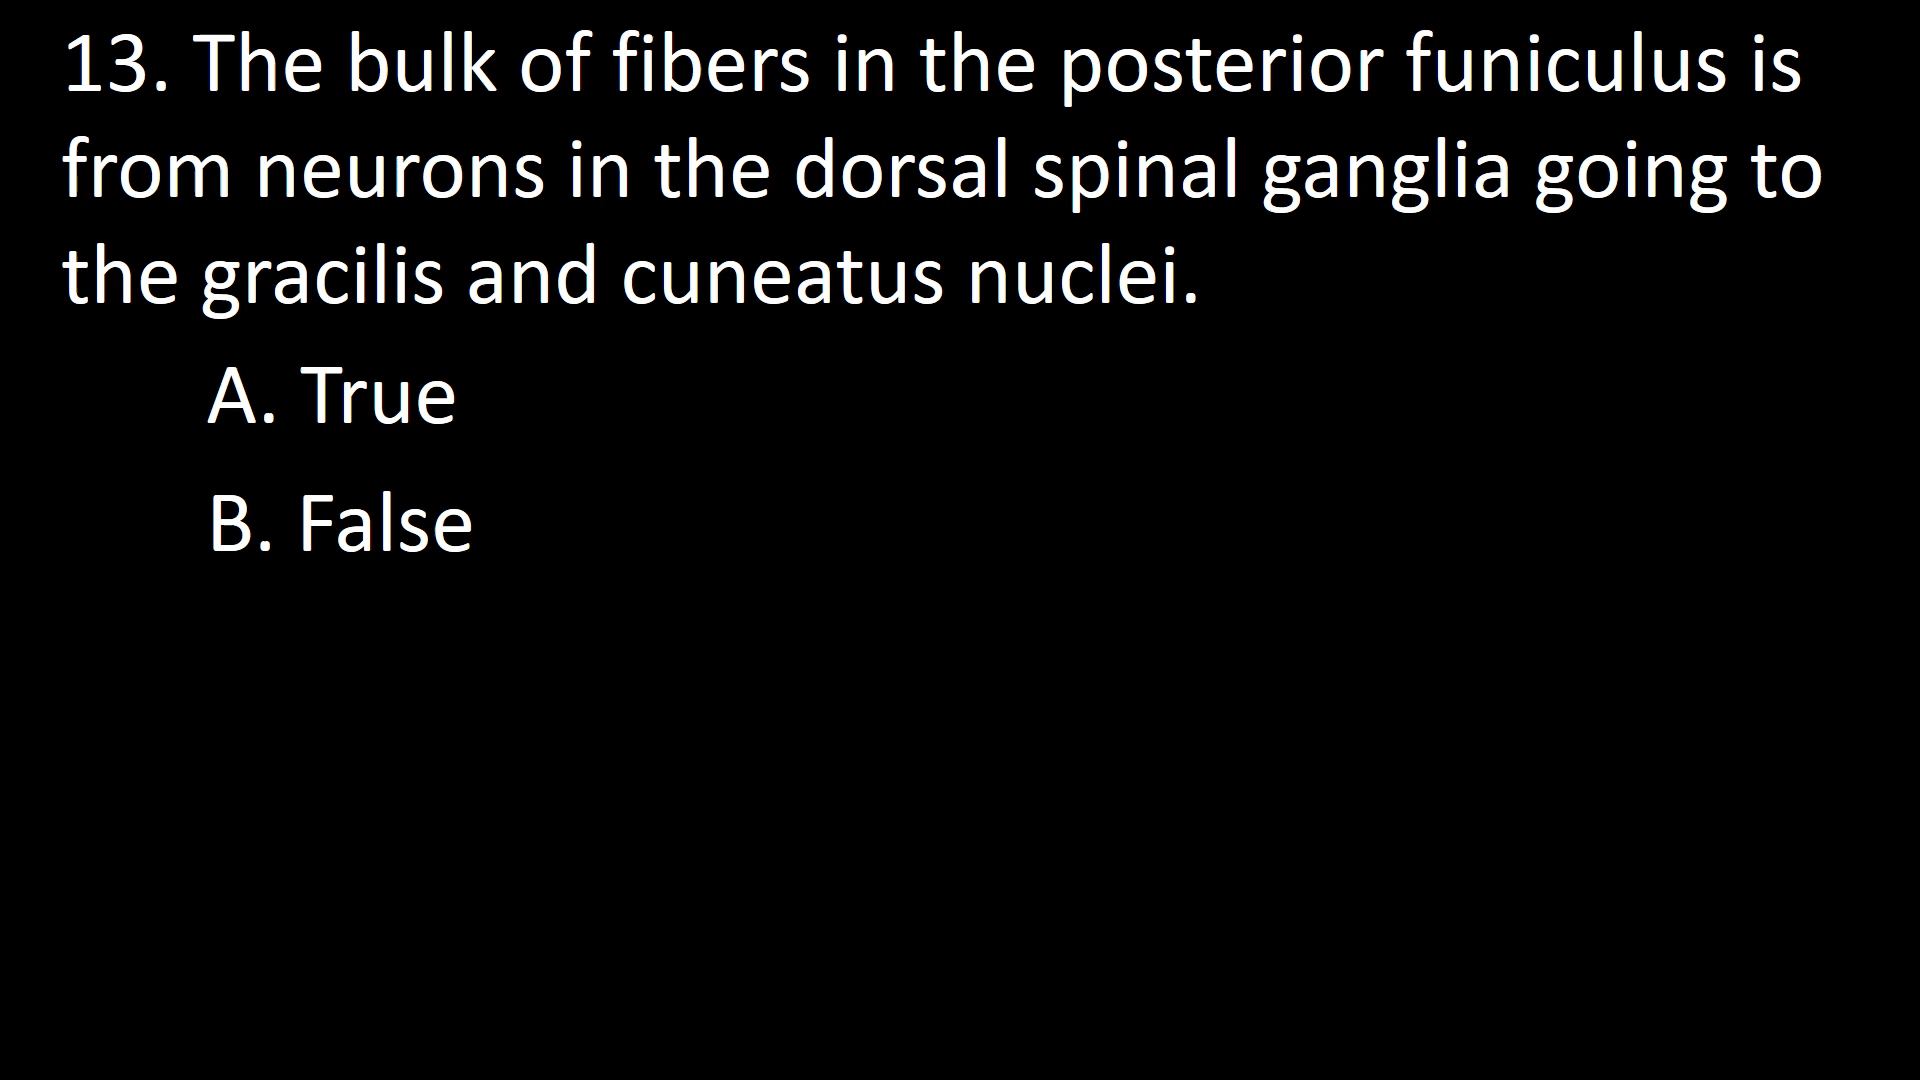 13. The bulk of fibers in the posterior funiculus is
from neurons in the dorsal spinal ganglia going to
the gracilis and cuneatus nuclei.
A. True
B. False